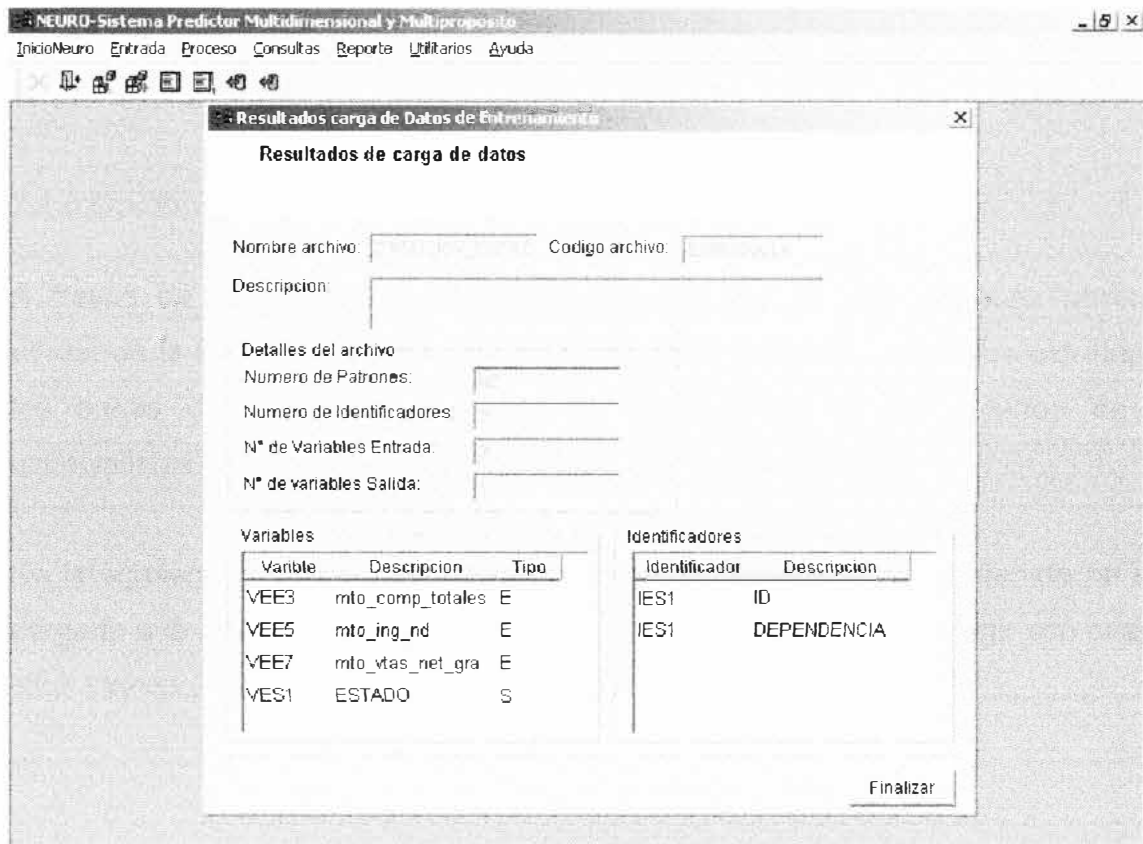 NEURO-Sistema Predictor Multidimensional y Multiproposito
InicioNeuro Entrada Proceso Consultas Reporte Utilitarios Ayuda
Resultados carga de Datos de Entrenamiento
Resultados de carga de datos
Nombre archivo: Codigo archivo:
Descripcion:
Detalles del archivo
Numero de Patrones:
Numero de Identificadores
N° de Variables Entrada:
N° de variables Salida:
Variables Identificadores
Varible Descripcion Tipo Identificador Descripcion
VEE3 mto_comp_totales E IES1 ID
VEE5 mto_ing_nd E IES1 DEPENDENCIA
VEE7 mto_vtas_net_gra E
VES1 ESTADO S
Finalizar